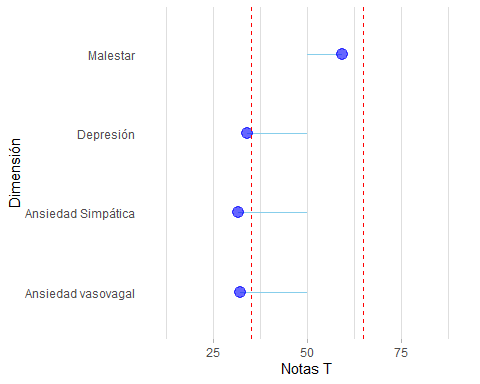 Malestar
Depresión
Ansiedad Simpática
Ansiedad vasovagal
Dimensión
25 50 75
Notas T